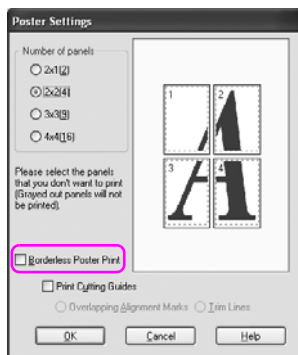 Poster Settings
Number of panels
2x1(2)
2x2(4)
3x3(9)
4x4(16)
1
2
3
4
Please select the panels
that you don't want to print
(Grayed out panels will not
be printed).
Borderless Poster Print
Print Cutting Guides
Overlapping Alignment Marks
Trim Lines
OK
Cancel
Help